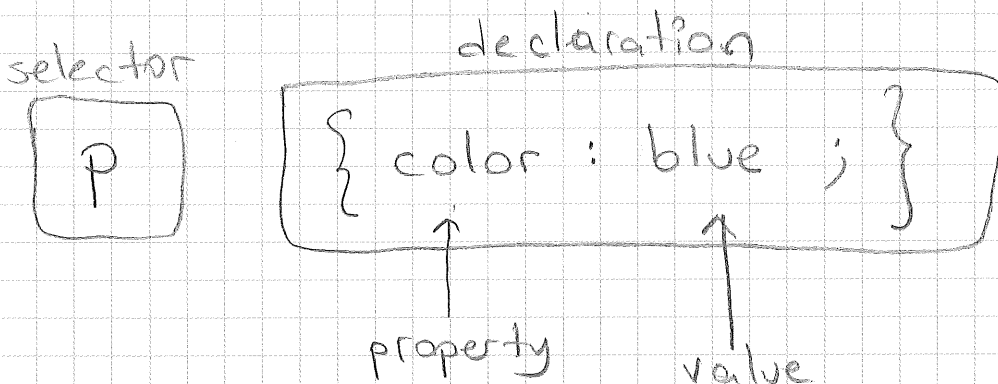 declaration
selector
p { color : blue ; }
property
value